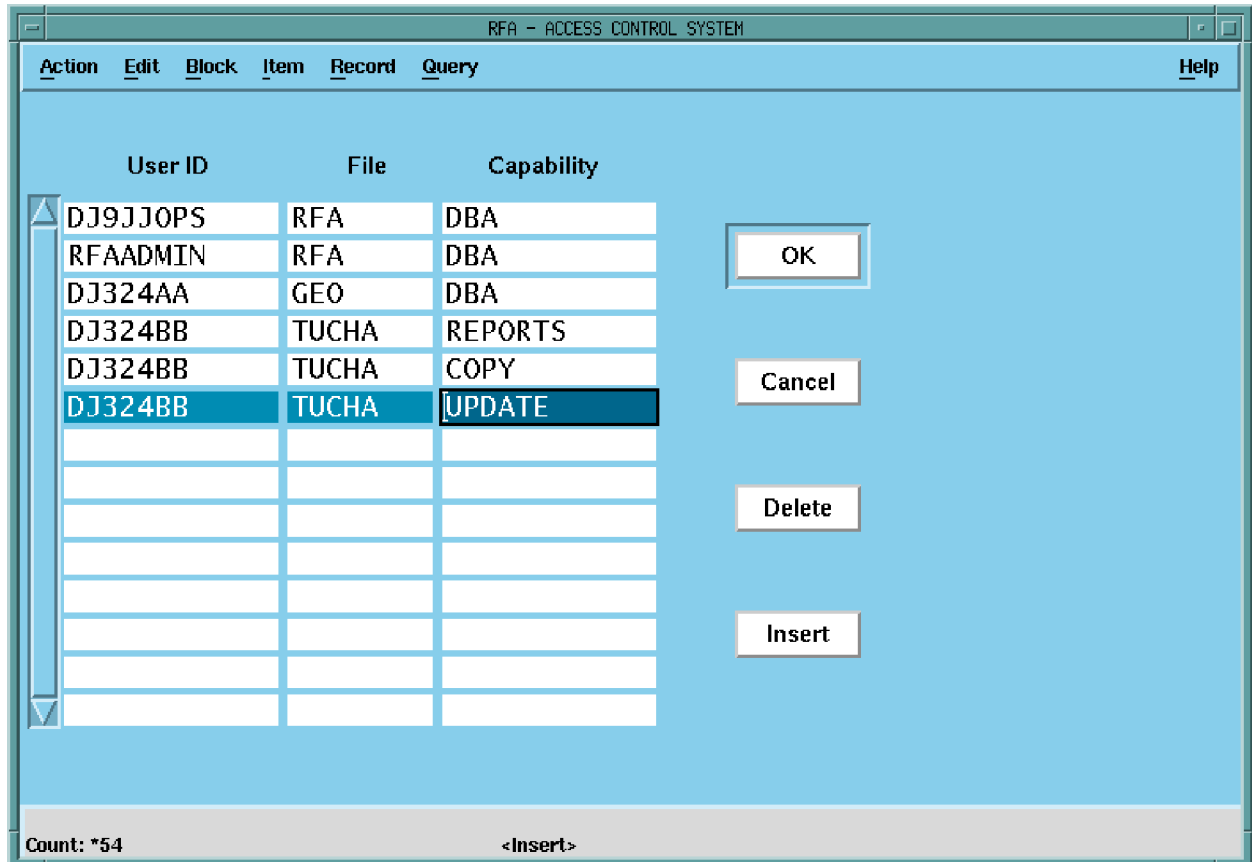 RFA - ACCESS CONTROL SYSTEM
Action Edit Block Item Record Query Help
User ID File Capability
DJ9JJOPS RFA DBA
RFAADMIN RFA DBA
DJ324AA GEO DBA
DJ324BB TUCHA REPORTS
DJ324BB TUCHA COPY
DJ324BB TUCHA UPDATE
OK
Cancel
Delete
Insert
Count: *54 <Insert>